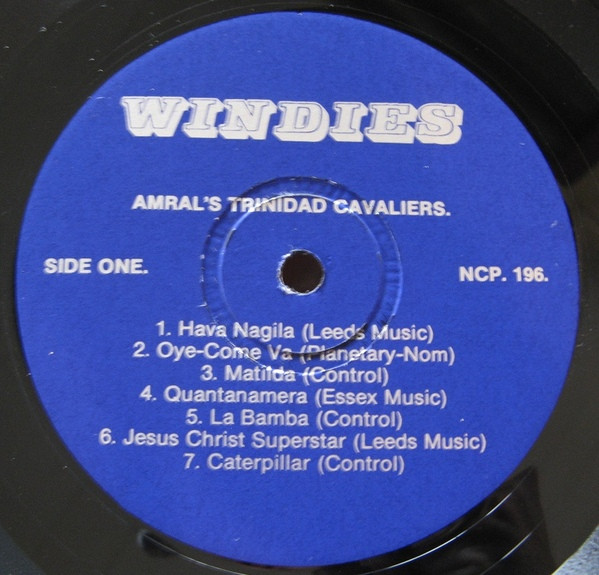 WINDIES
AMRAL'S TRINIDAD CAVALIERS.
SIDE ONE.
NCP. 196.
1. Hava Nagila (Leeds Music)
2. Oye-Come Va (Planetary-Nom)
3. Matilda (Control)
4. Quantanamera (Essex Music)
5. La Bamba (Control)
6. Jesus Christ Superstar (Leeds Music)
7. Caterpillar (Control)